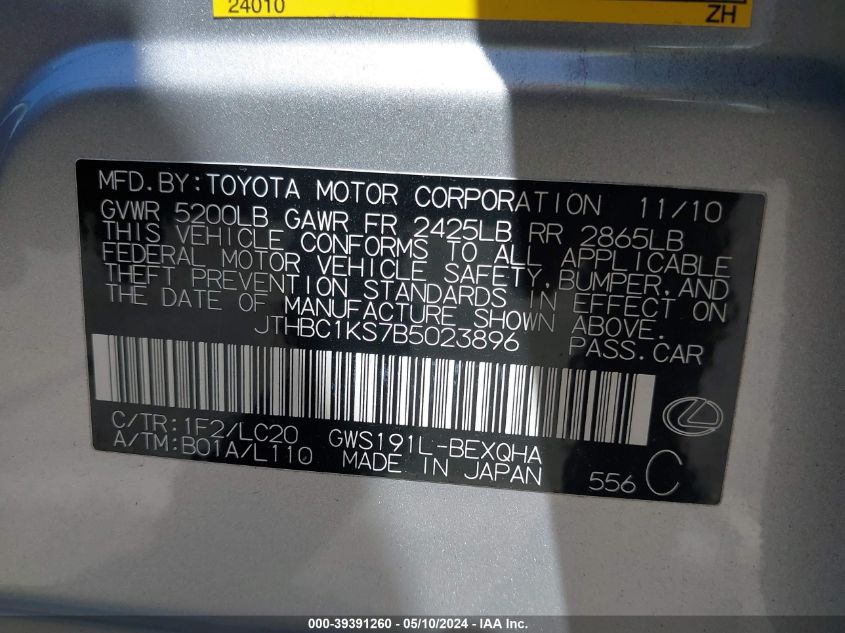 24010 ZH
MFD.BY:TOYOTA MOTOR CORPORATION 11/10
GVWR 5200LB GAWR FR 2425LB RR 2865LB
THIS VEHICLE CONFORMS TO ALL APPLICABLE
FEDERAL MOTOR VEHICLE SAFETY,BUMPER,AND
THEFT PREVENTION STANDARDS IN EFFECT ON
THE DATE OF MANUFACTURE SHOWN ABOVE.
JTHBC1KS7B5023896 PASS.CAR
C/TR:1F2/LC20 GWS191L-BEXQHA
A/TM:B01A/L110 MADE IN JAPAN
556 C
000-39391260 - 05/10/2024 - IAA Inc.